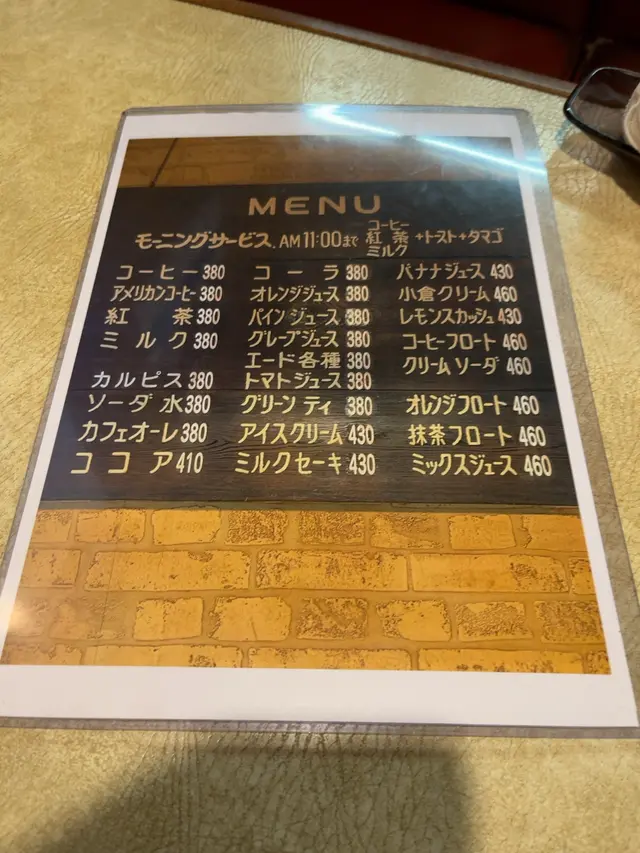 MENU
モーニングサービス. AM11:00まで コーヒー 紅茶 ミルク +トースト+タマゴ
コーヒー 380 コーラ 380 バナナジュース 430
アメリカンコーヒー 380 オレンジジュース 380 小倉クリーム 460
紅茶 380 パインジュース 380 レモンスカッシュ 430
ミルク 380 グレープジュース 380 コーヒーフロート 460
エード各種 380 クリームソーダ 460
カルピス 380 トマトジュース 380
ソーダ水 380 グリーンティ 380 オレンジフロート 460
カフェオーレ 380 アイスクリーム 430 抹茶フロート 460
ココア 410 ミルクセーキ 430 ミックスジュース 460